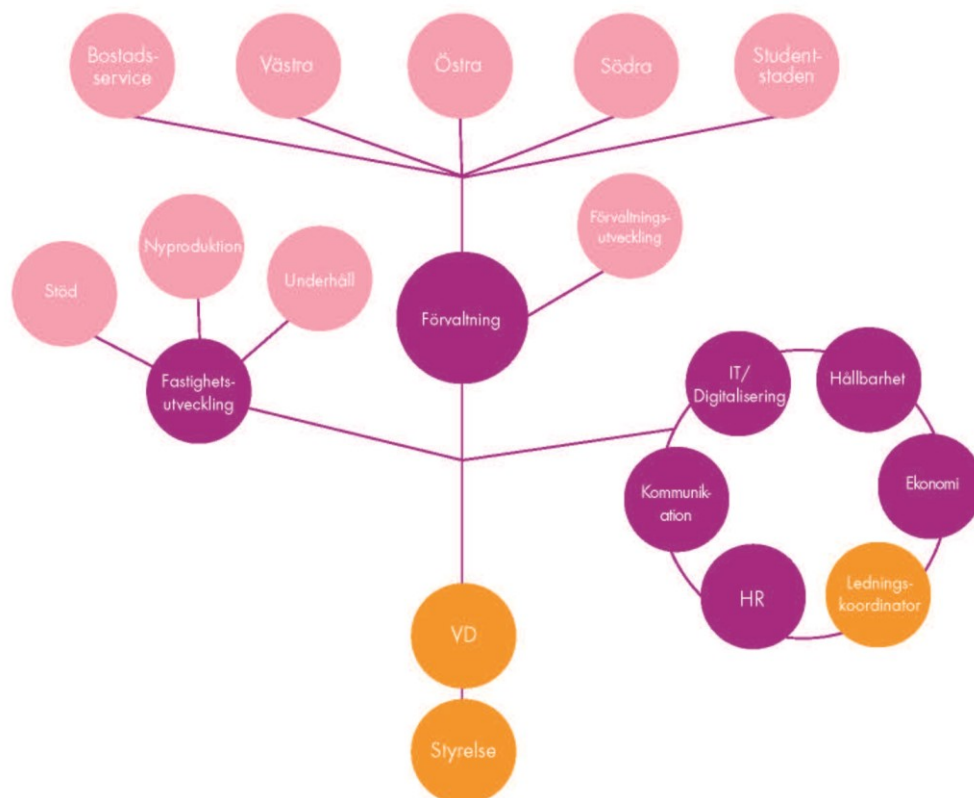 Bostads-
service
Västra
Östra
Södra
Student-
staden
Förvaltnings-
utveckling
Nyproduktion
Underhåll
Stöd
Förvaltning
Fastighets-
utveckling
IT/
Digitalisering
Hållbarhet
Kommunik-
ation
Ekonomi
HR
Lednings-
koordinator
VD
Styrelse